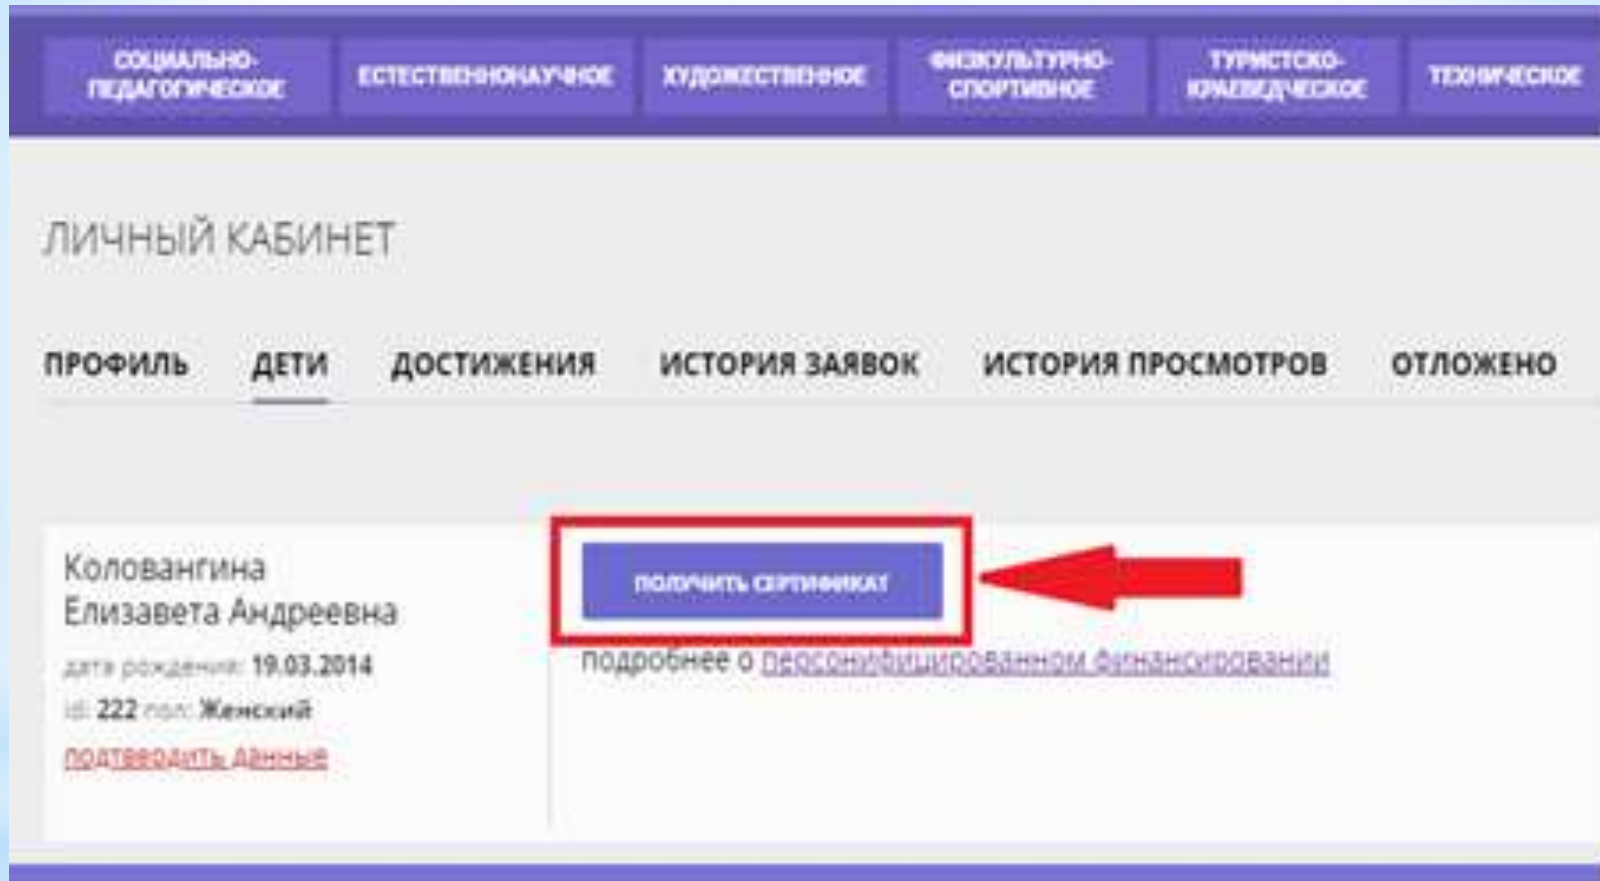 СОЦИАЛЬНО-
ПЕДАГОГИЧЕСКОЕ
ЕСТЕСТВЕННОНАУЧНОЕ
ХУДОЖЕСТВЕННОЕ
ФИЗКУЛЬТУРНО-
СПОРТИВНОЕ
ТУРИСТСКО-
КРАЕВЕДЧЕСКОЕ
ТЕХНИЧЕСКОЕ
ЛИЧНЫЙ КАБИНЕТ
ПРОФИЛЬ ДЕТИ ДОСТИЖЕНИЯ ИСТОРИЯ ЗАЯВОК ИСТОРИЯ ПРОСМОТРОВ ОТЛОЖЕНО
Коловангина
Елизавета Андреевна
дата рождения: 19.03.2014
id: 222 пол: Женский
подтвердить данные
ПОЛУЧИТЬ СЕРТИФИКАТ
подробнее о персонифицированном финансировании